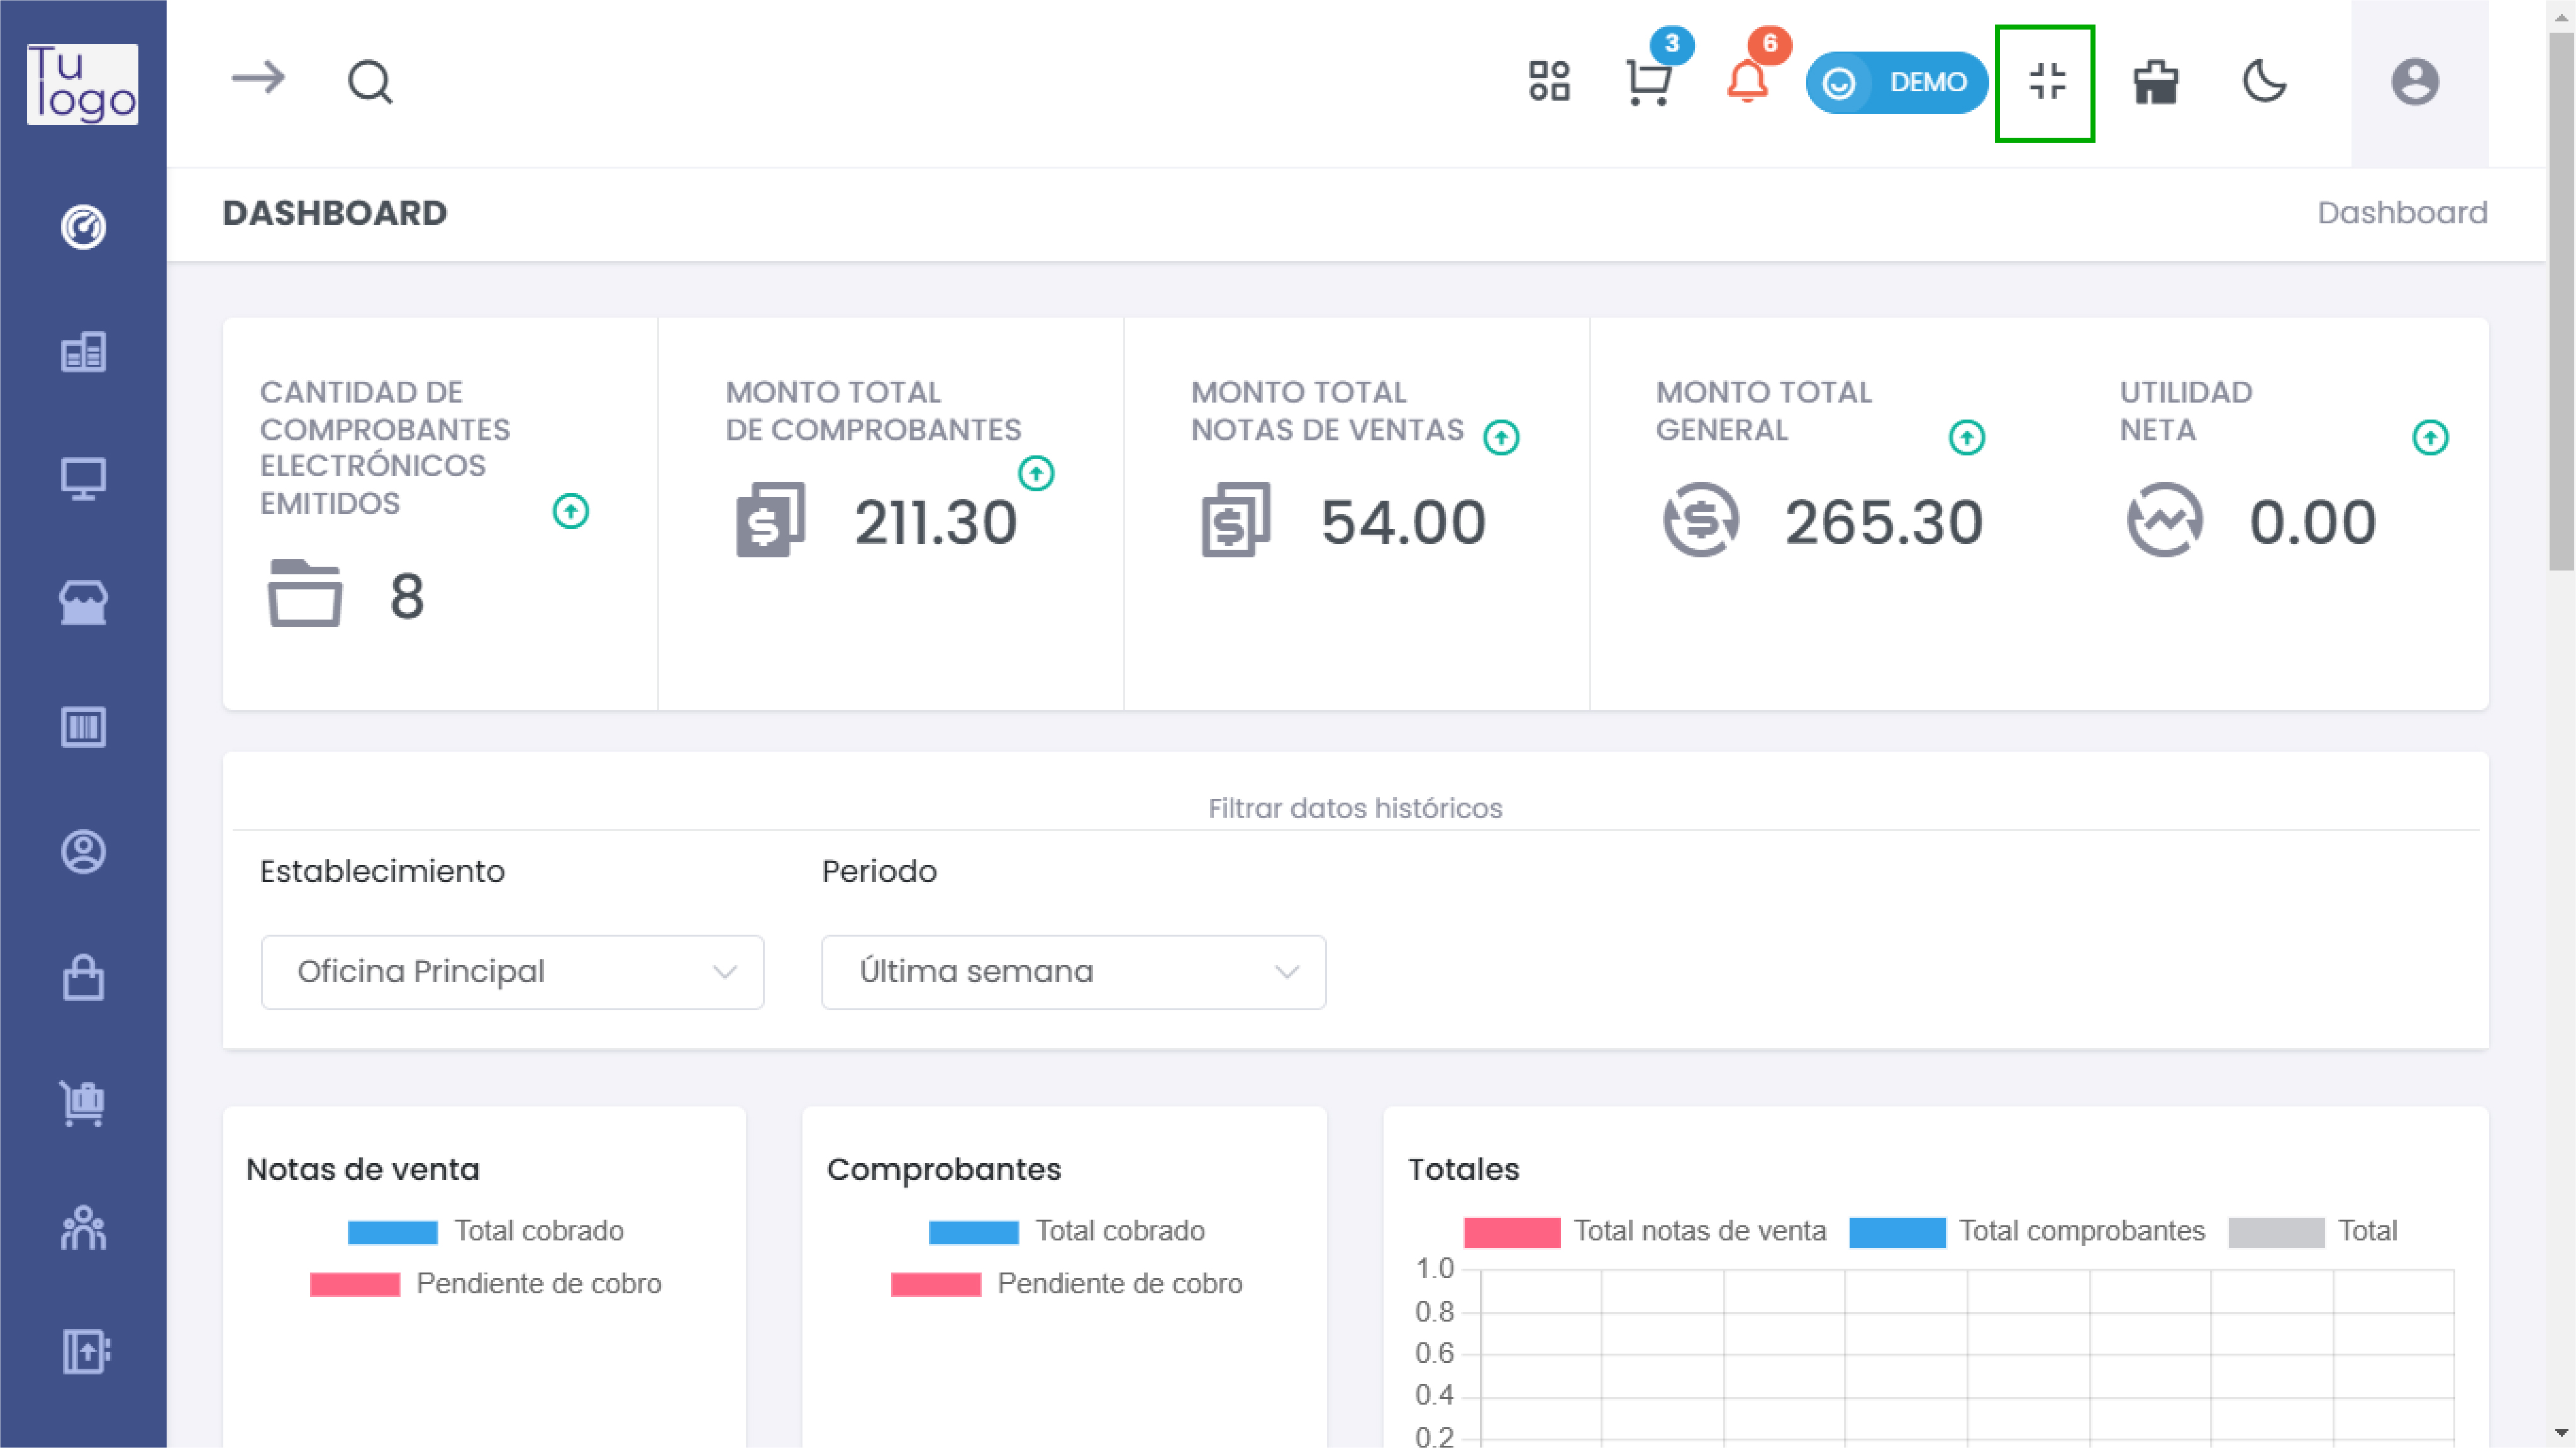 Tu
logo
3
6
DEMO
DASHBOARD
Dashboard
CANTIDAD DE
COMPROBANTES
ELECTRÓNICOS
EMITIDOS
8
MONTO TOTAL
DE COMPROBANTES
211.30
MONTO TOTAL
NOTAS DE VENTAS
54.00
MONTO TOTAL
GENERAL
265.30
UTILIDAD
NETA
0.00
Filtrar datos históricos
Establecimiento
Periodo
Oficina Principal
Última semana
Notas de venta
Total cobrado
Pendiente de cobro
Comprobantes
Total cobrado
Pendiente de cobro
Totales
Total notas de venta
Total comprobantes
Total
1.0
0.8
0.6
0.4
0.2